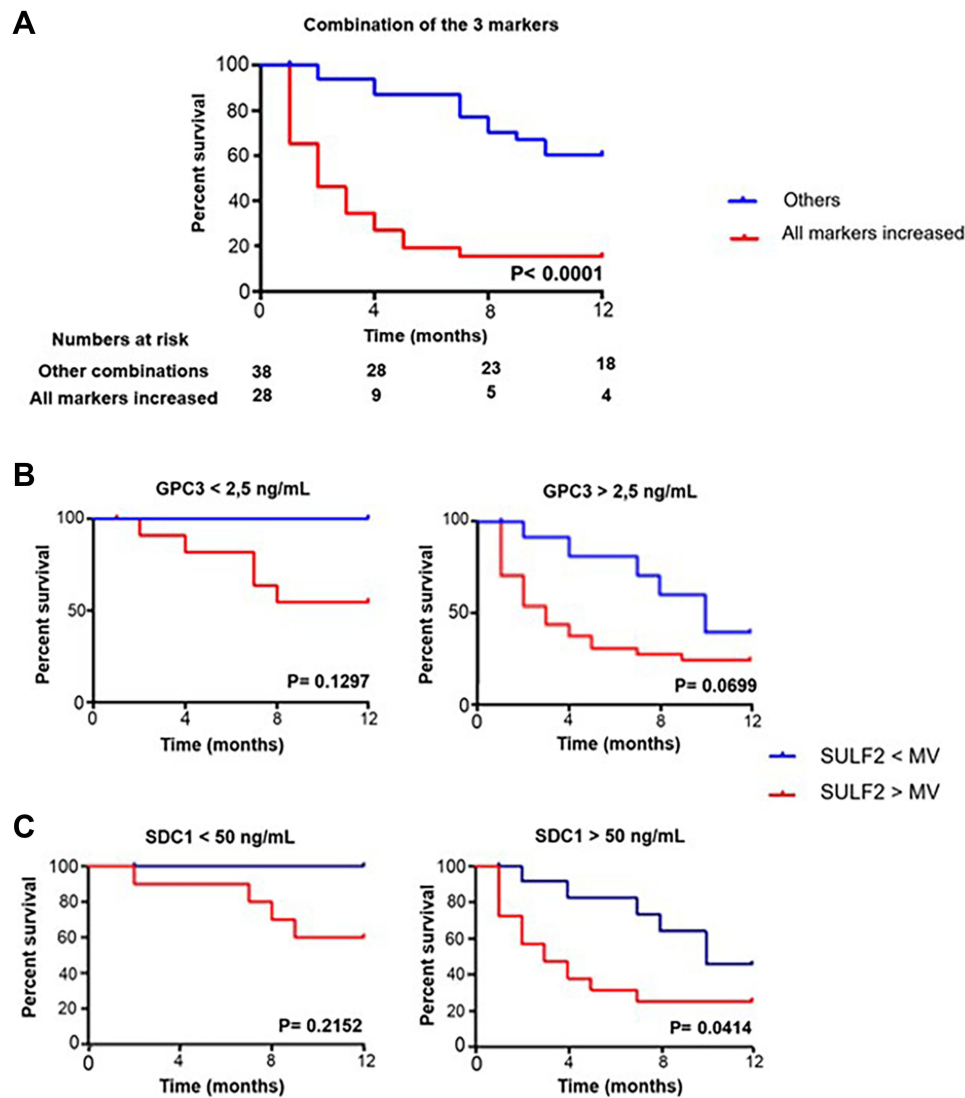 A
Combination of the 3 markers
Percent survival
100
80
60
40
20
0
P< 0.0001
0 4 8 12
Time (months)
Others
All markers increased
Numbers at risk
Other combinations 38 28 23 18
All markers increased 28 9 5 4
B
GPC3 < 2,5 ng/mL
Percent survival
100
50
0
P= 0.1297
0 4 8 12
Time (months)
GPC3 > 2,5 ng/mL
Percent survival
100
50
0
P= 0.0699
0 4 8 12
Time (months)
SULF2 < MV
SULF2 > MV
C
SDC1 < 50 ng/mL
Percent survival
100
80
60
40
20
0
P= 0.2152
0 4 8 12
Time (months)
SDC1 > 50 ng/mL
Percent survival
100
80
60
40
20
0
P= 0.0414
0 4 8 12
Time (months)